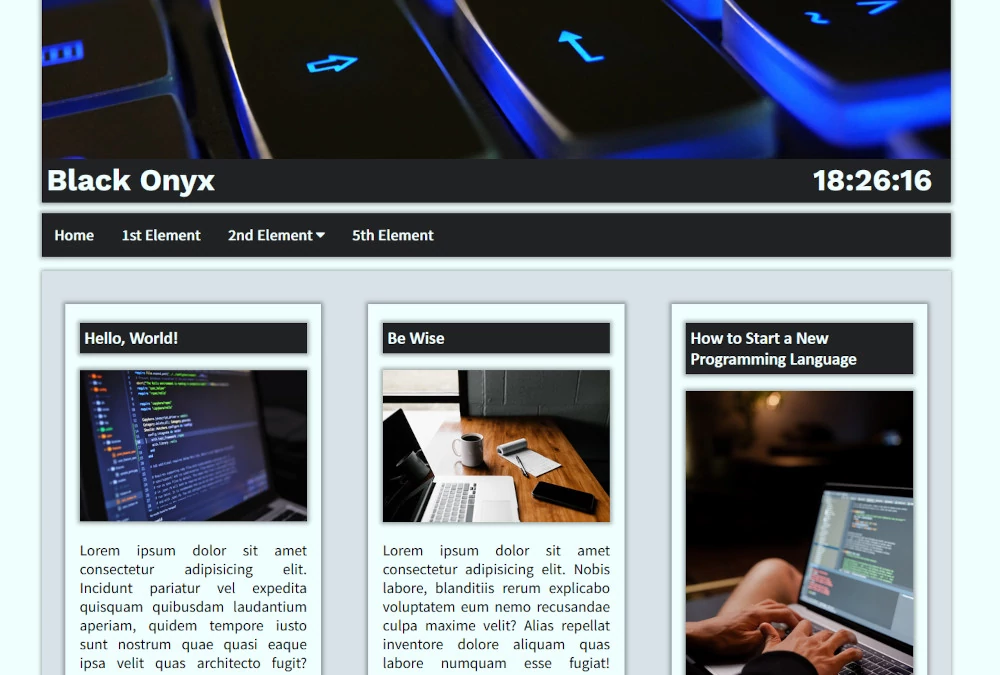 Black Onyx
18:26:16
Home 1st Element 2nd Element 5th Element
Hello, World!
Lorem ipsum dolor sit amet
consectetur adipisicing elit.
Incidunt pariatur vel expedita
quisquam quibusdam laudantium
aperiam, quidem tempore iusto
sunt nostrum quae quasi eaque
ipsa velit quas architecto fugit?
Be Wise
Lorem ipsum dolor sit amet
consectetur adipisicing elit. Nobis
labore, blanditiis rerum explicabo
voluptatem eum nemo recusandae
culpa maxime velit? Alias repellat
inventore dolore aliquam quas
labore numquam esse fugiat!
How to Start a New
Programming Language